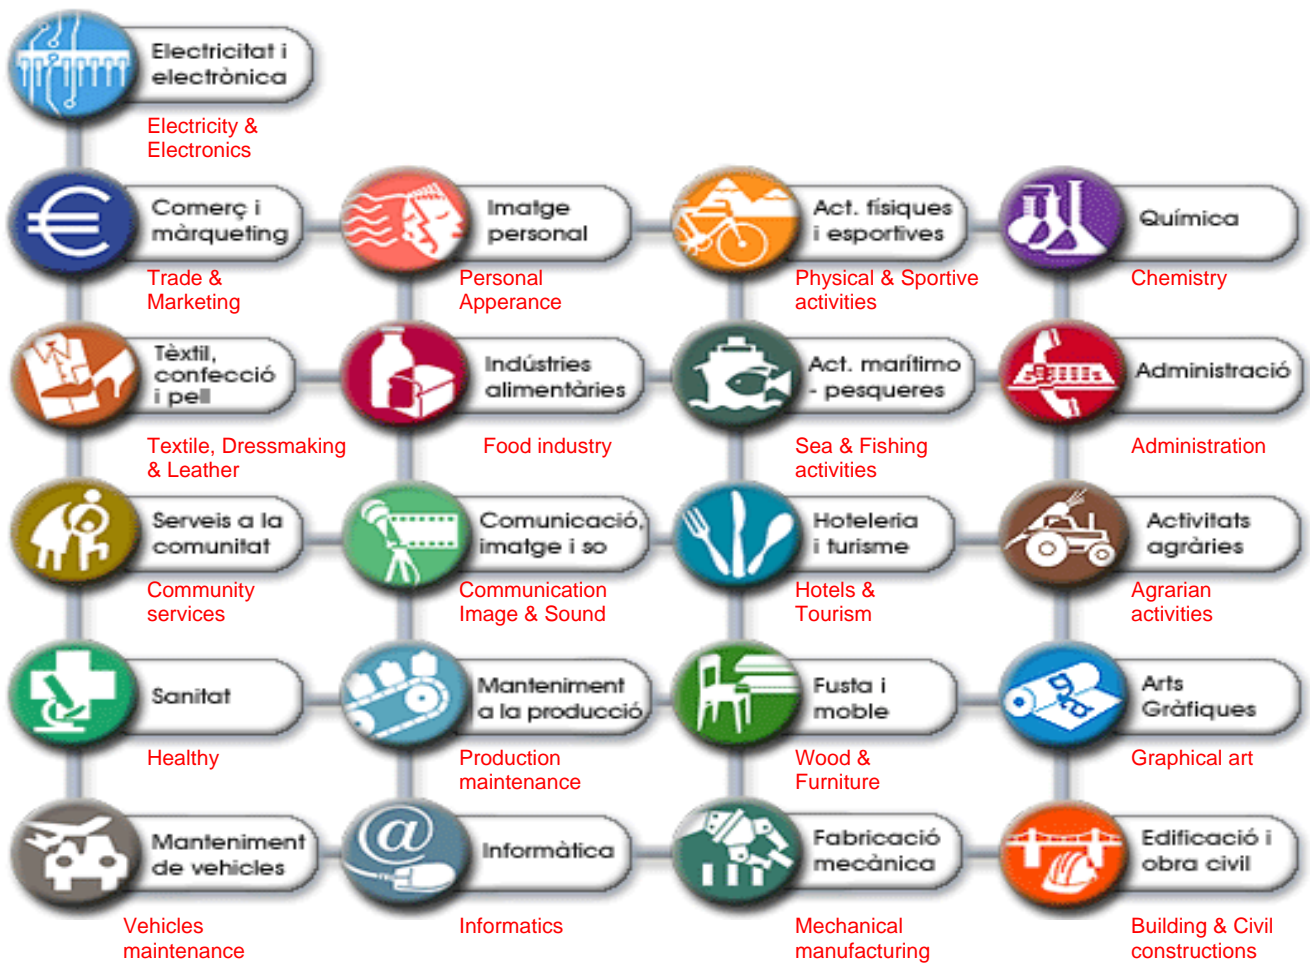 Electricitat i
electrònica
Electricity &
Electronics
Comerç i
màrqueting
Trade &
Marketing
Imatge
personal
Personal
Apperance
Act. físiques
i esportives
Physical & Sportive
activities
Química
Chemistry
Tèxtil,
confecció
i pell
Textile, Dressmaking
& Leather
Indústries
alimentàries
Food industry
Act. marítimo
- pesqueres
Sea & Fishing
activities
Administració
Administration
Serveis a la
comunitat
Community
services
Comunicació,
imatge i so
Communication
Image & Sound
Hoteleria
i turisme
Hotels &
Tourism
Activitats
agràries
Agrarian
activities
Sanitat
Healthy
Manteniment
a la producció
Production
maintenance
Fusta i
moble
Wood &
Furniture
Arts
Gràfiques
Graphical art
Manteniment
de vehicles
Vehicles
maintenance
Informàtica
Informatics
Fabricació
mecànica
Mechanical
manufacturing
Edificació i
obra civil
Building & Civil
constructions